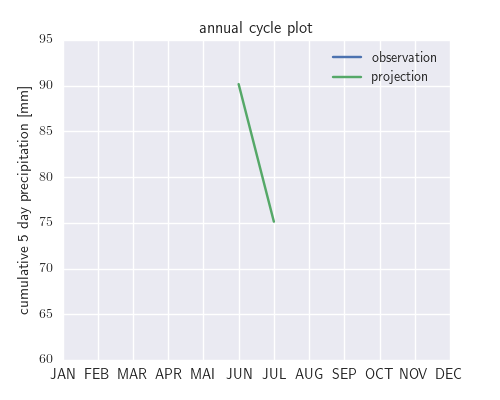 annual cycle plot
observation
projection
cumulative 5 day precipitation [mm]
95
90
85
80
75
70
65
60
JAN FEB MAR APR MAI JUN JUL AUG SEP OCT NOV DEC